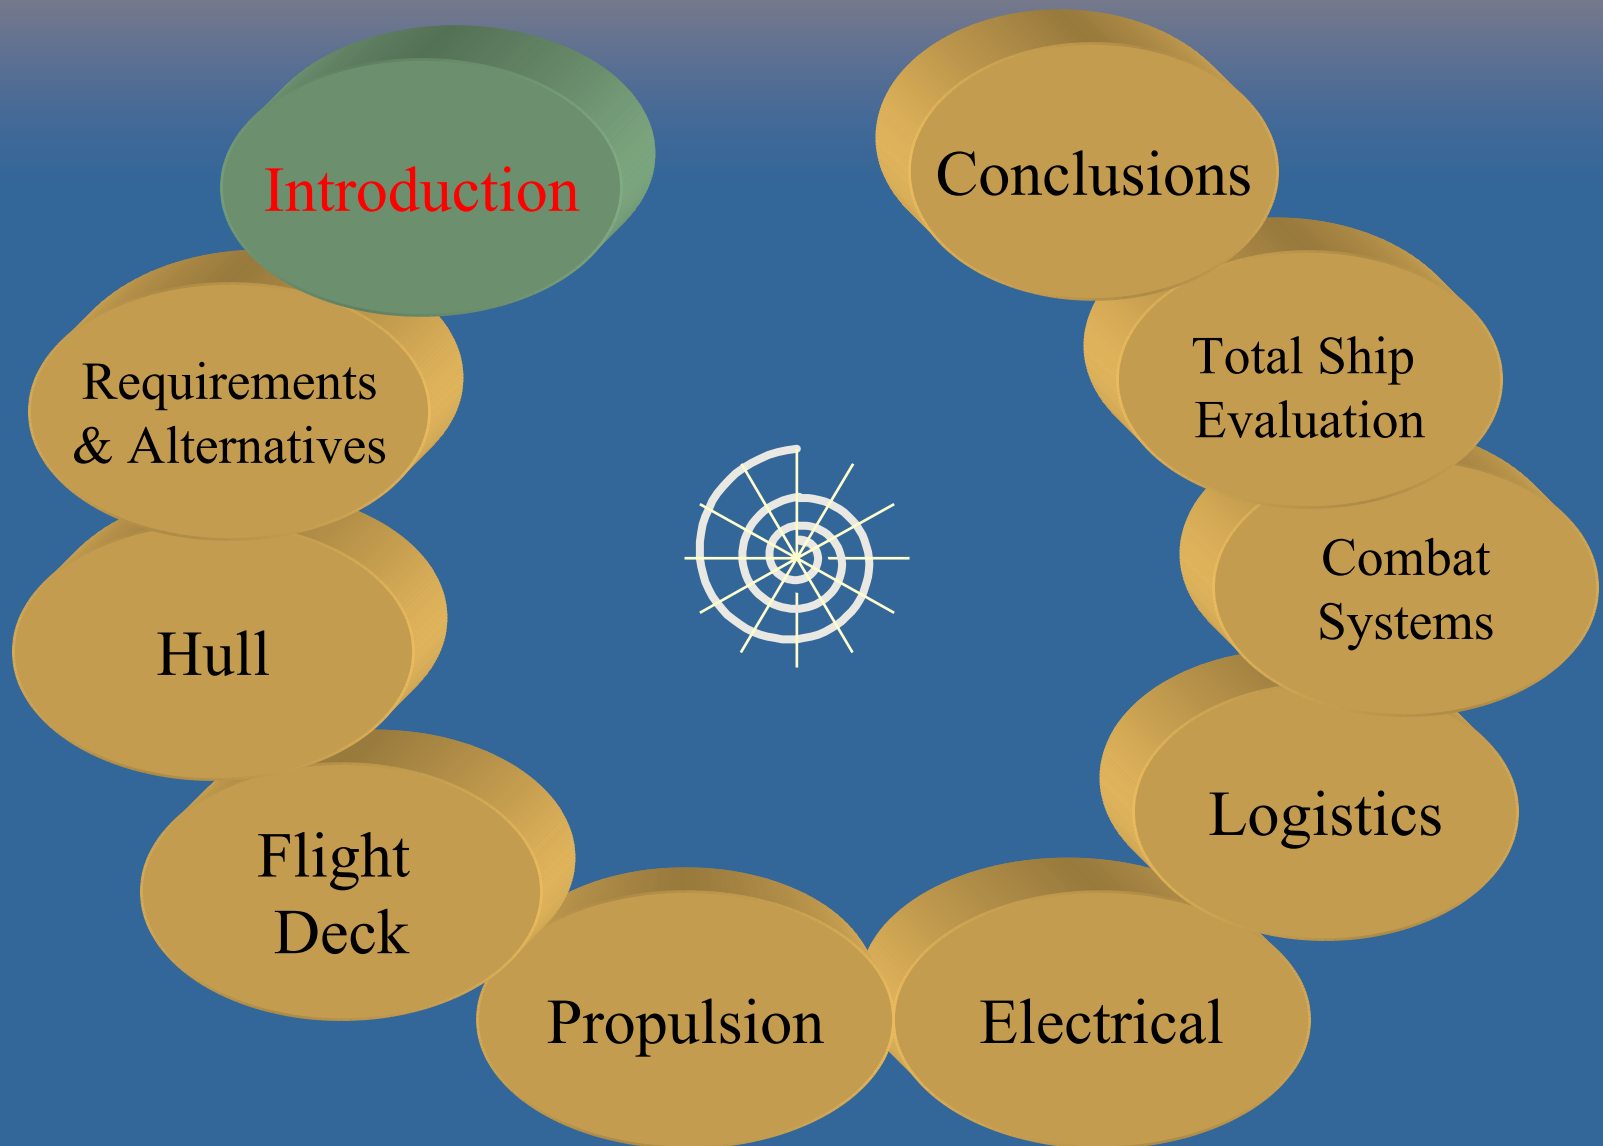 Introduction
Requirements
& Alternatives
Hull
Flight
Deck
Propulsion
Electrical
Logistics
Combat
Systems
Total Ship
Evaluation
Conclusions